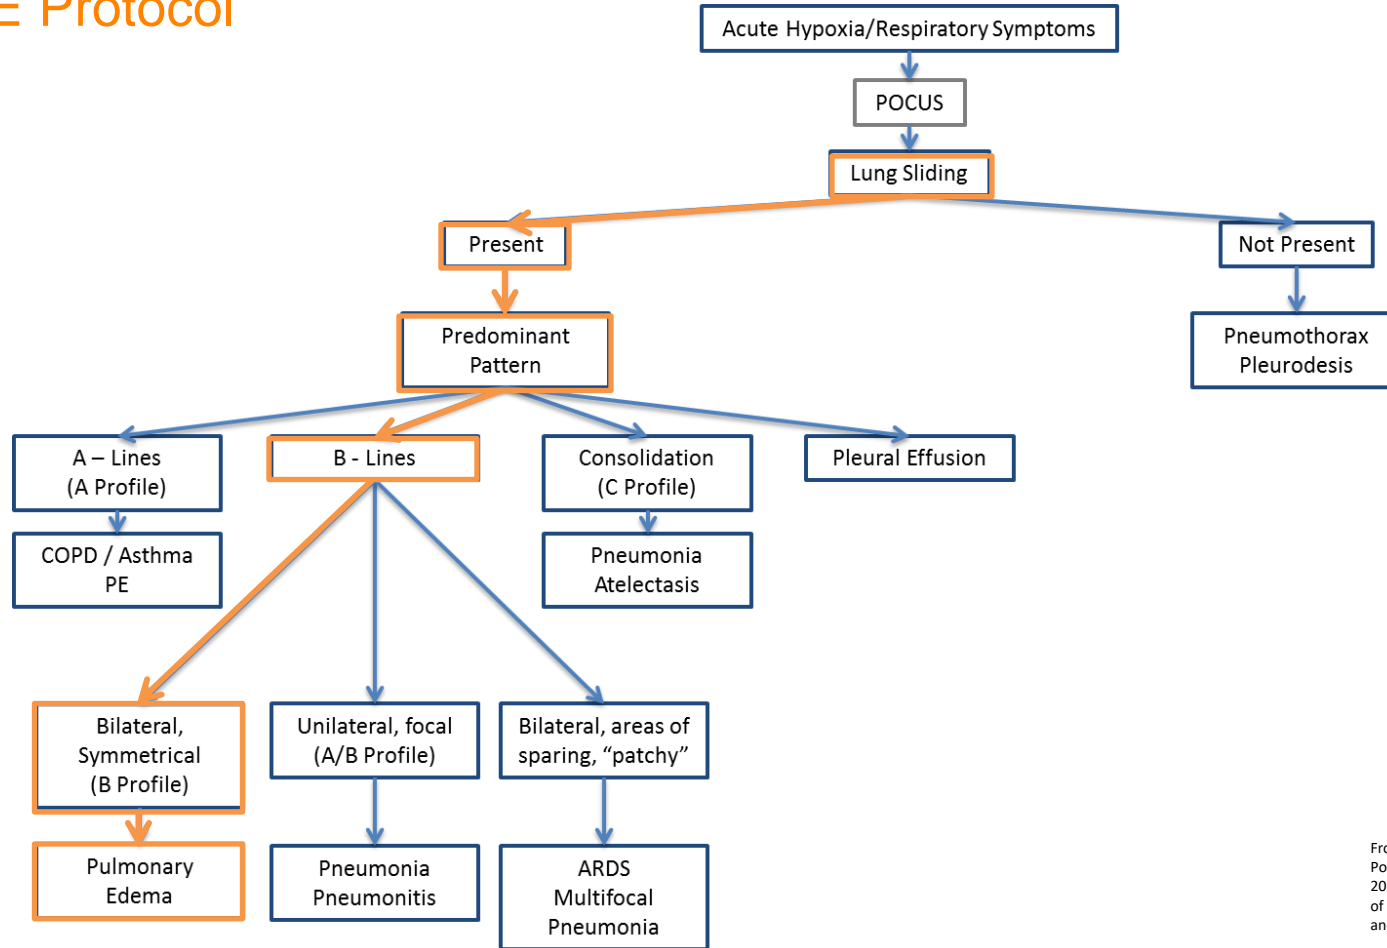 E Protocol
Acute Hypoxia/Respiratory Symptoms
POCUS
Lung Sliding
Present
Not Present
Predominant
Pattern
Pneumothorax
Pleurodesis
A – Lines
(A Profile)
B - Lines
Consolidation
(C Profile)
Pleural Effusion
COPD / Asthma
PE
Pneumonia
Atelectasis
Bilateral,
Symmetrical
(B Profile)
Unilateral, focal
(A/B Profile)
Bilateral, areas of
sparing, “patchy”
Pulmonary
Edema
Pneumonia
Pneumonitis
ARDS
Multifocal
Pneumonia
of